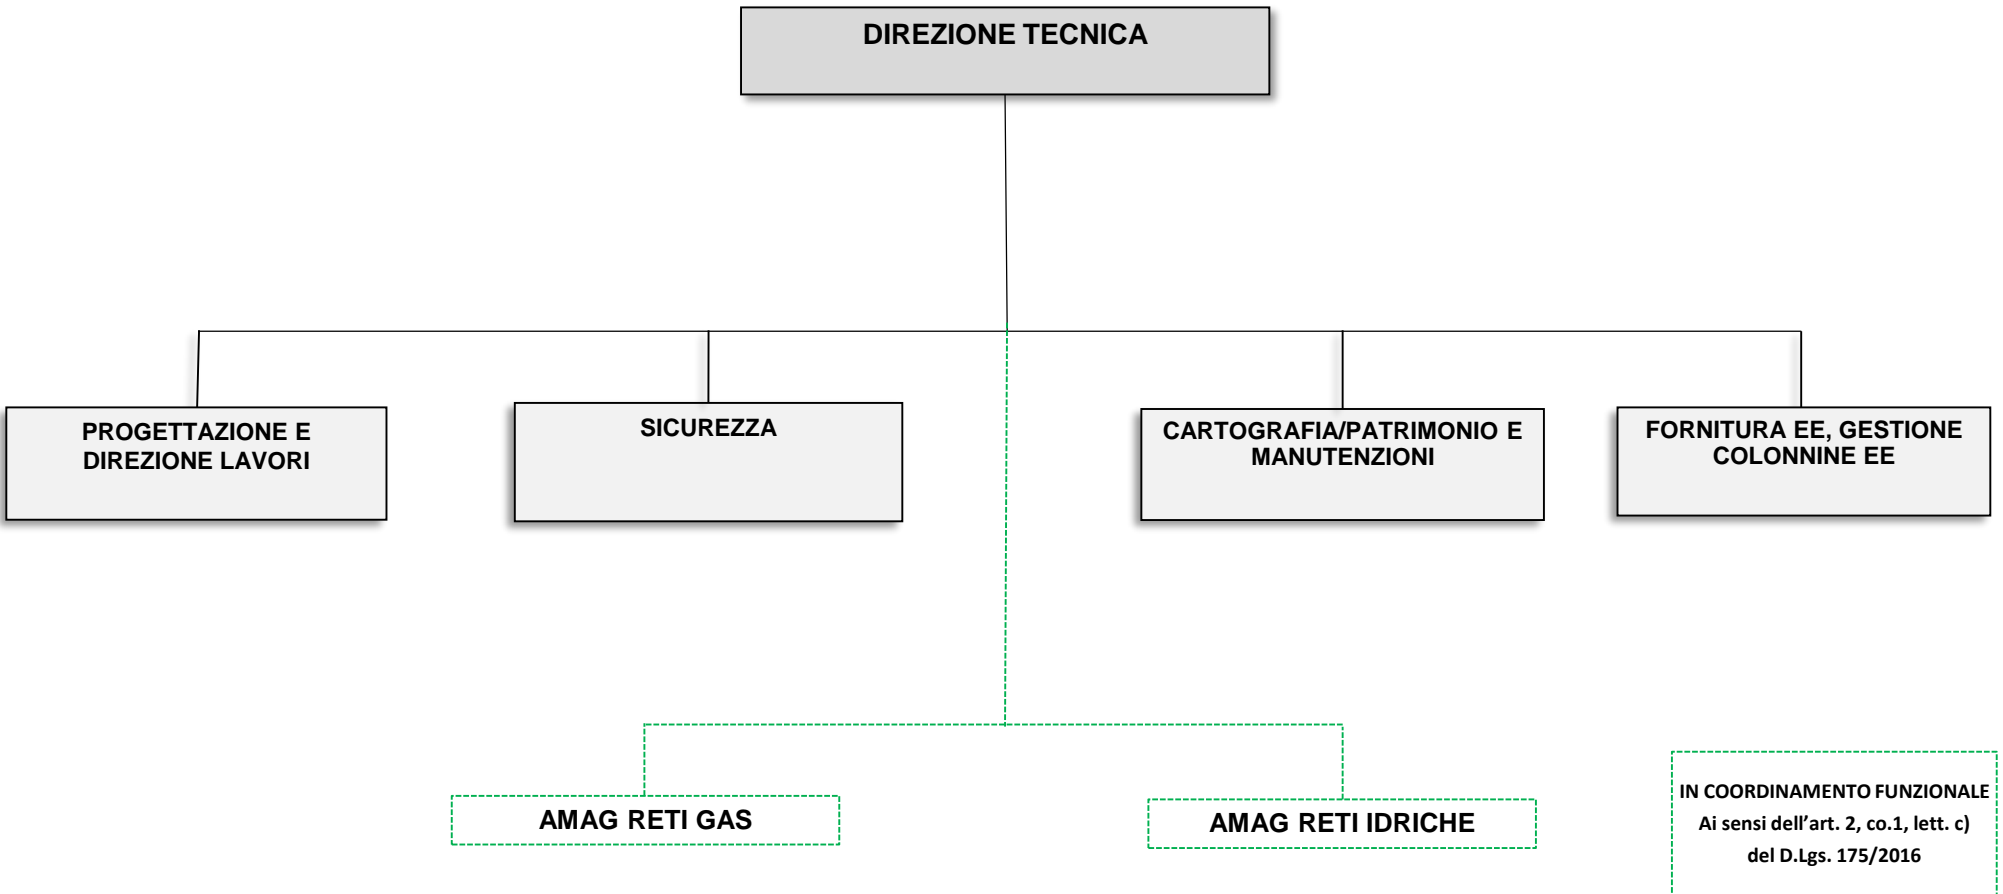 DIREZIONE TECNICA
PROGETTAZIONE E
DIREZIONE LAVORI
SICUREZZA
CARTOGRAFIA/PATRIMONIO E
MANUTENZIONI
FORNITURA EE, GESTIONE
COLONNINE EE
AMAG RETI GAS
AMAG RETI IDRICHE
IN COORDINAMENTO FUNZIONALE
Ai sensi dell’art. 2, co.1, lett. c)
del D.Lgs. 175/2016